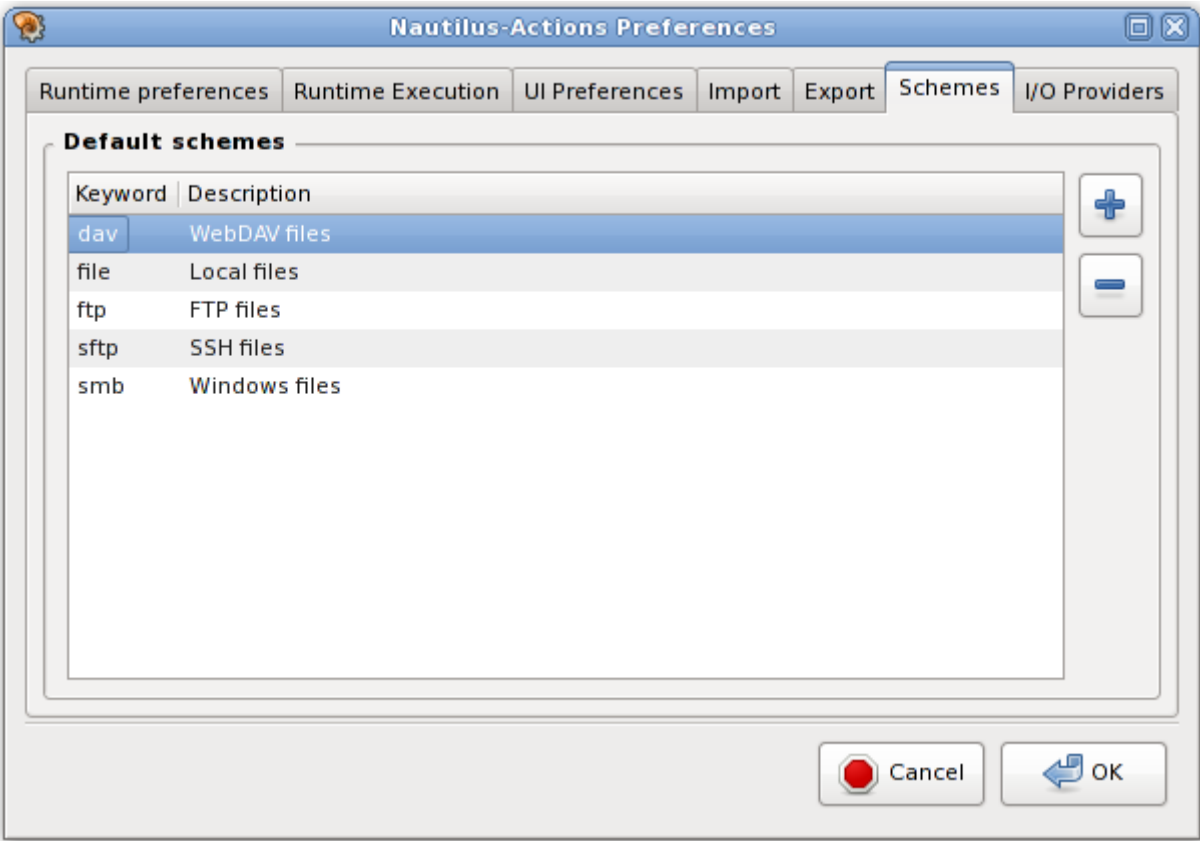 Nautilus-Actions Preferences
Runtime preferences Runtime Execution UI Preferences Import Export Schemes I/O Providers
Default schemes
Keyword Description
dav WebDAV files
file Local files
ftp FTP files
sftp SSH files
smb Windows files
Cancel OK